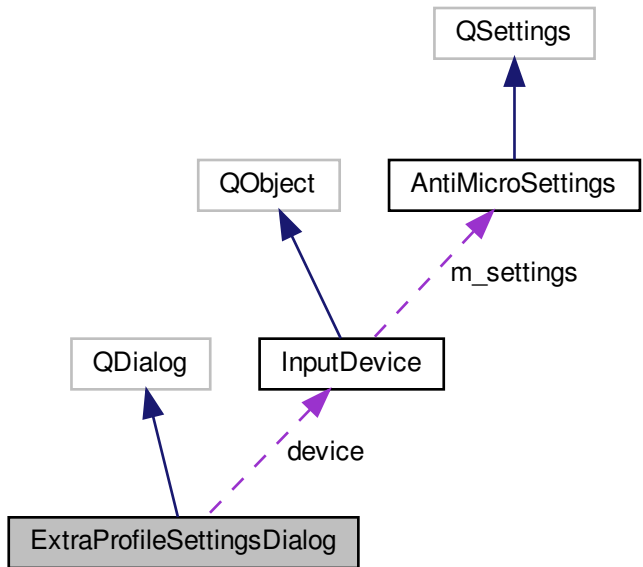 QSettings
QObject
AntiMicroSettings
m_settings
QDialog
InputDevice
device
ExtraProfileSettingsDialog